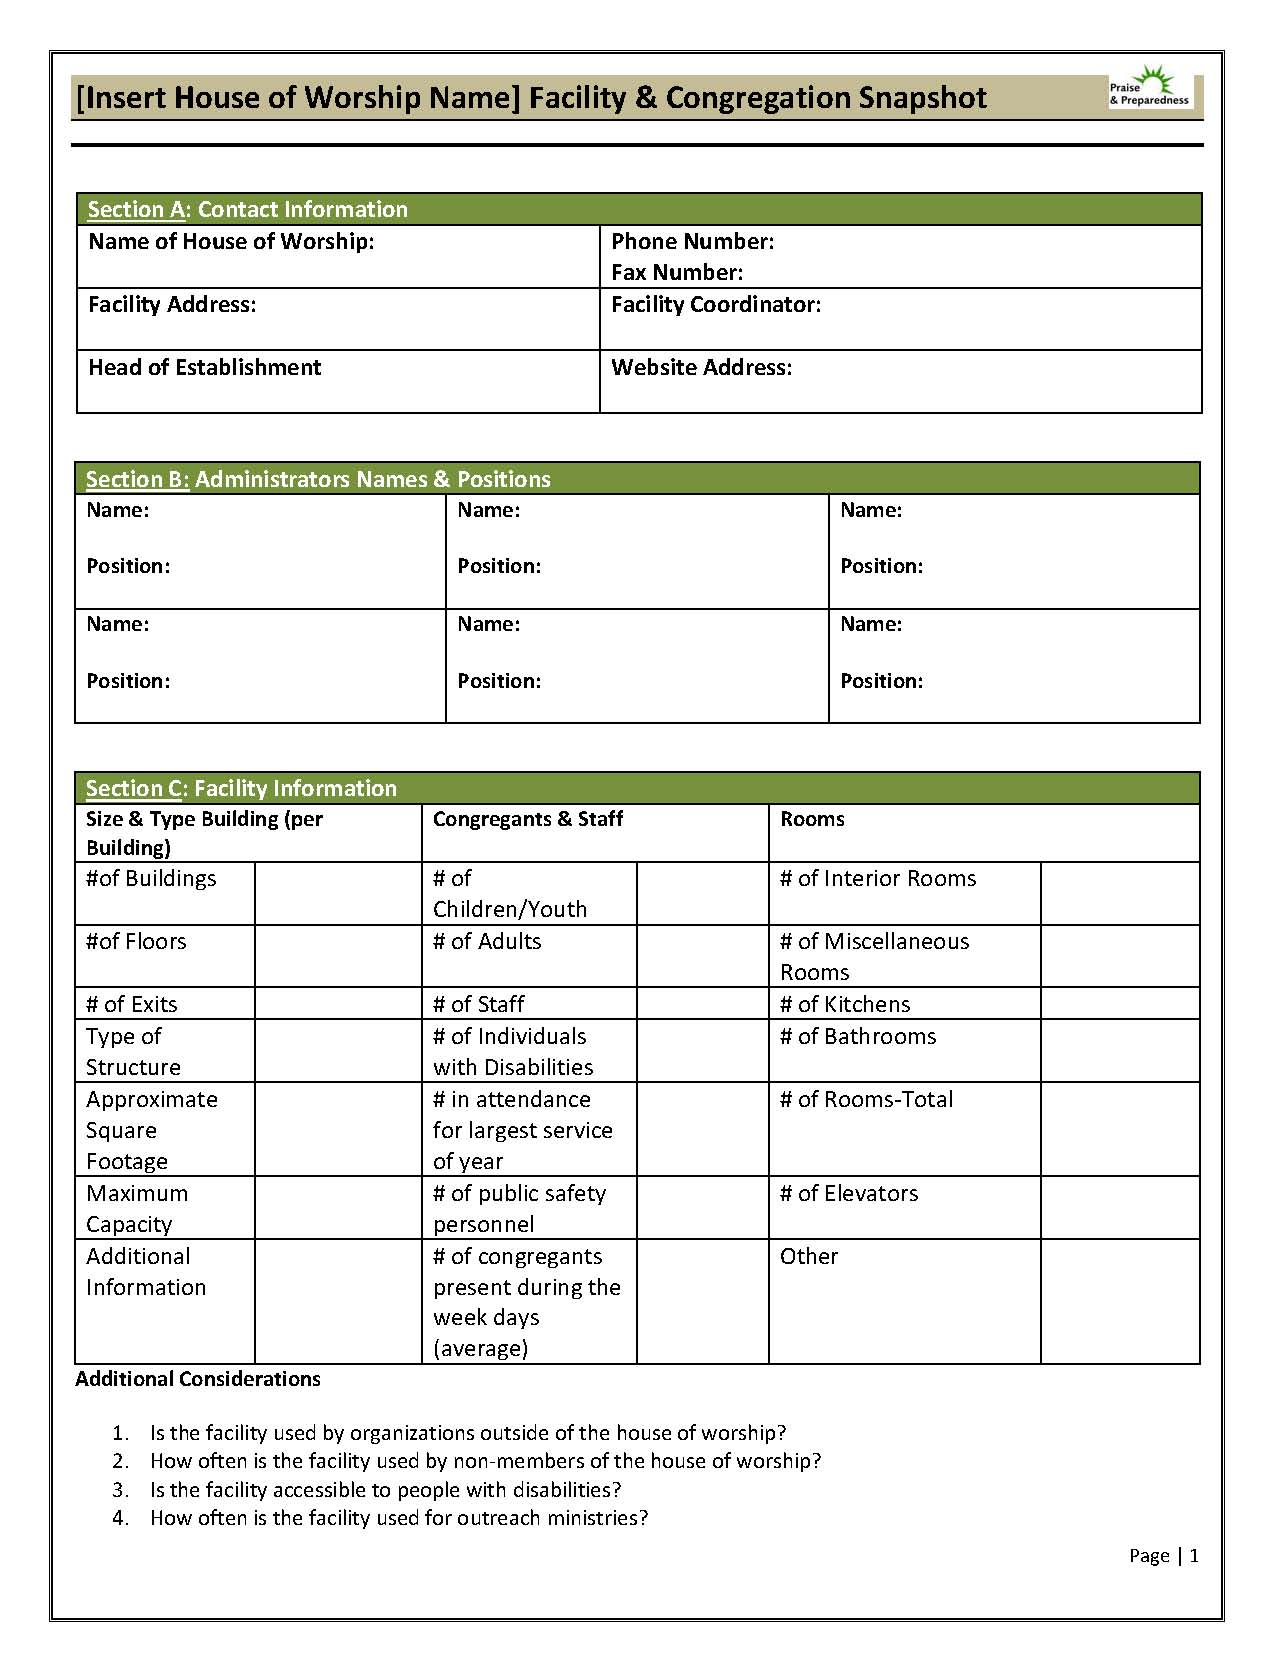 [Insert House of Worship Name] Facility & Congregation Snapshot
Praise
& Preparedness
Section A: Contact Information
Name of House of Worship:
Phone Number:
Fax Number:
Facility Address:
Facility Coordinator:
Head of Establishment
Website Address:
Section B: Administrators Names & Positions
Name:
Name:
Name:
Position:
Position:
Position:
Name:
Name:
Name:
Position:
Position:
Position:
Section C: Facility Information
Size & Type Building (per
Building)
Congregants & Staff
Rooms
#of Buildings
# of
Children/Youth
# of Interior Rooms
#of Floors
# of Adults
# of Miscellaneous
Rooms
# of Exits
# of Staff
# of Kitchens
Type of
Structure
# of Individuals
with Disabilities
# of Bathrooms
Approximate
Square
Footage
# in attendance
for largest service
of year
# of Rooms-Total
Maximum
Capacity
# of public safety
personnel
# of Elevators
Additional
Information
# of congregants
present during the
week days
(average)
Other
Additional Considerations
1. Is the facility used by organizations outside of the house of worship?
2. How often is the facility used by non-members of the house of worship?
3. Is the facility accessible to people with disabilities?
4. How often is the facility used for outreach ministries?
Page | 1